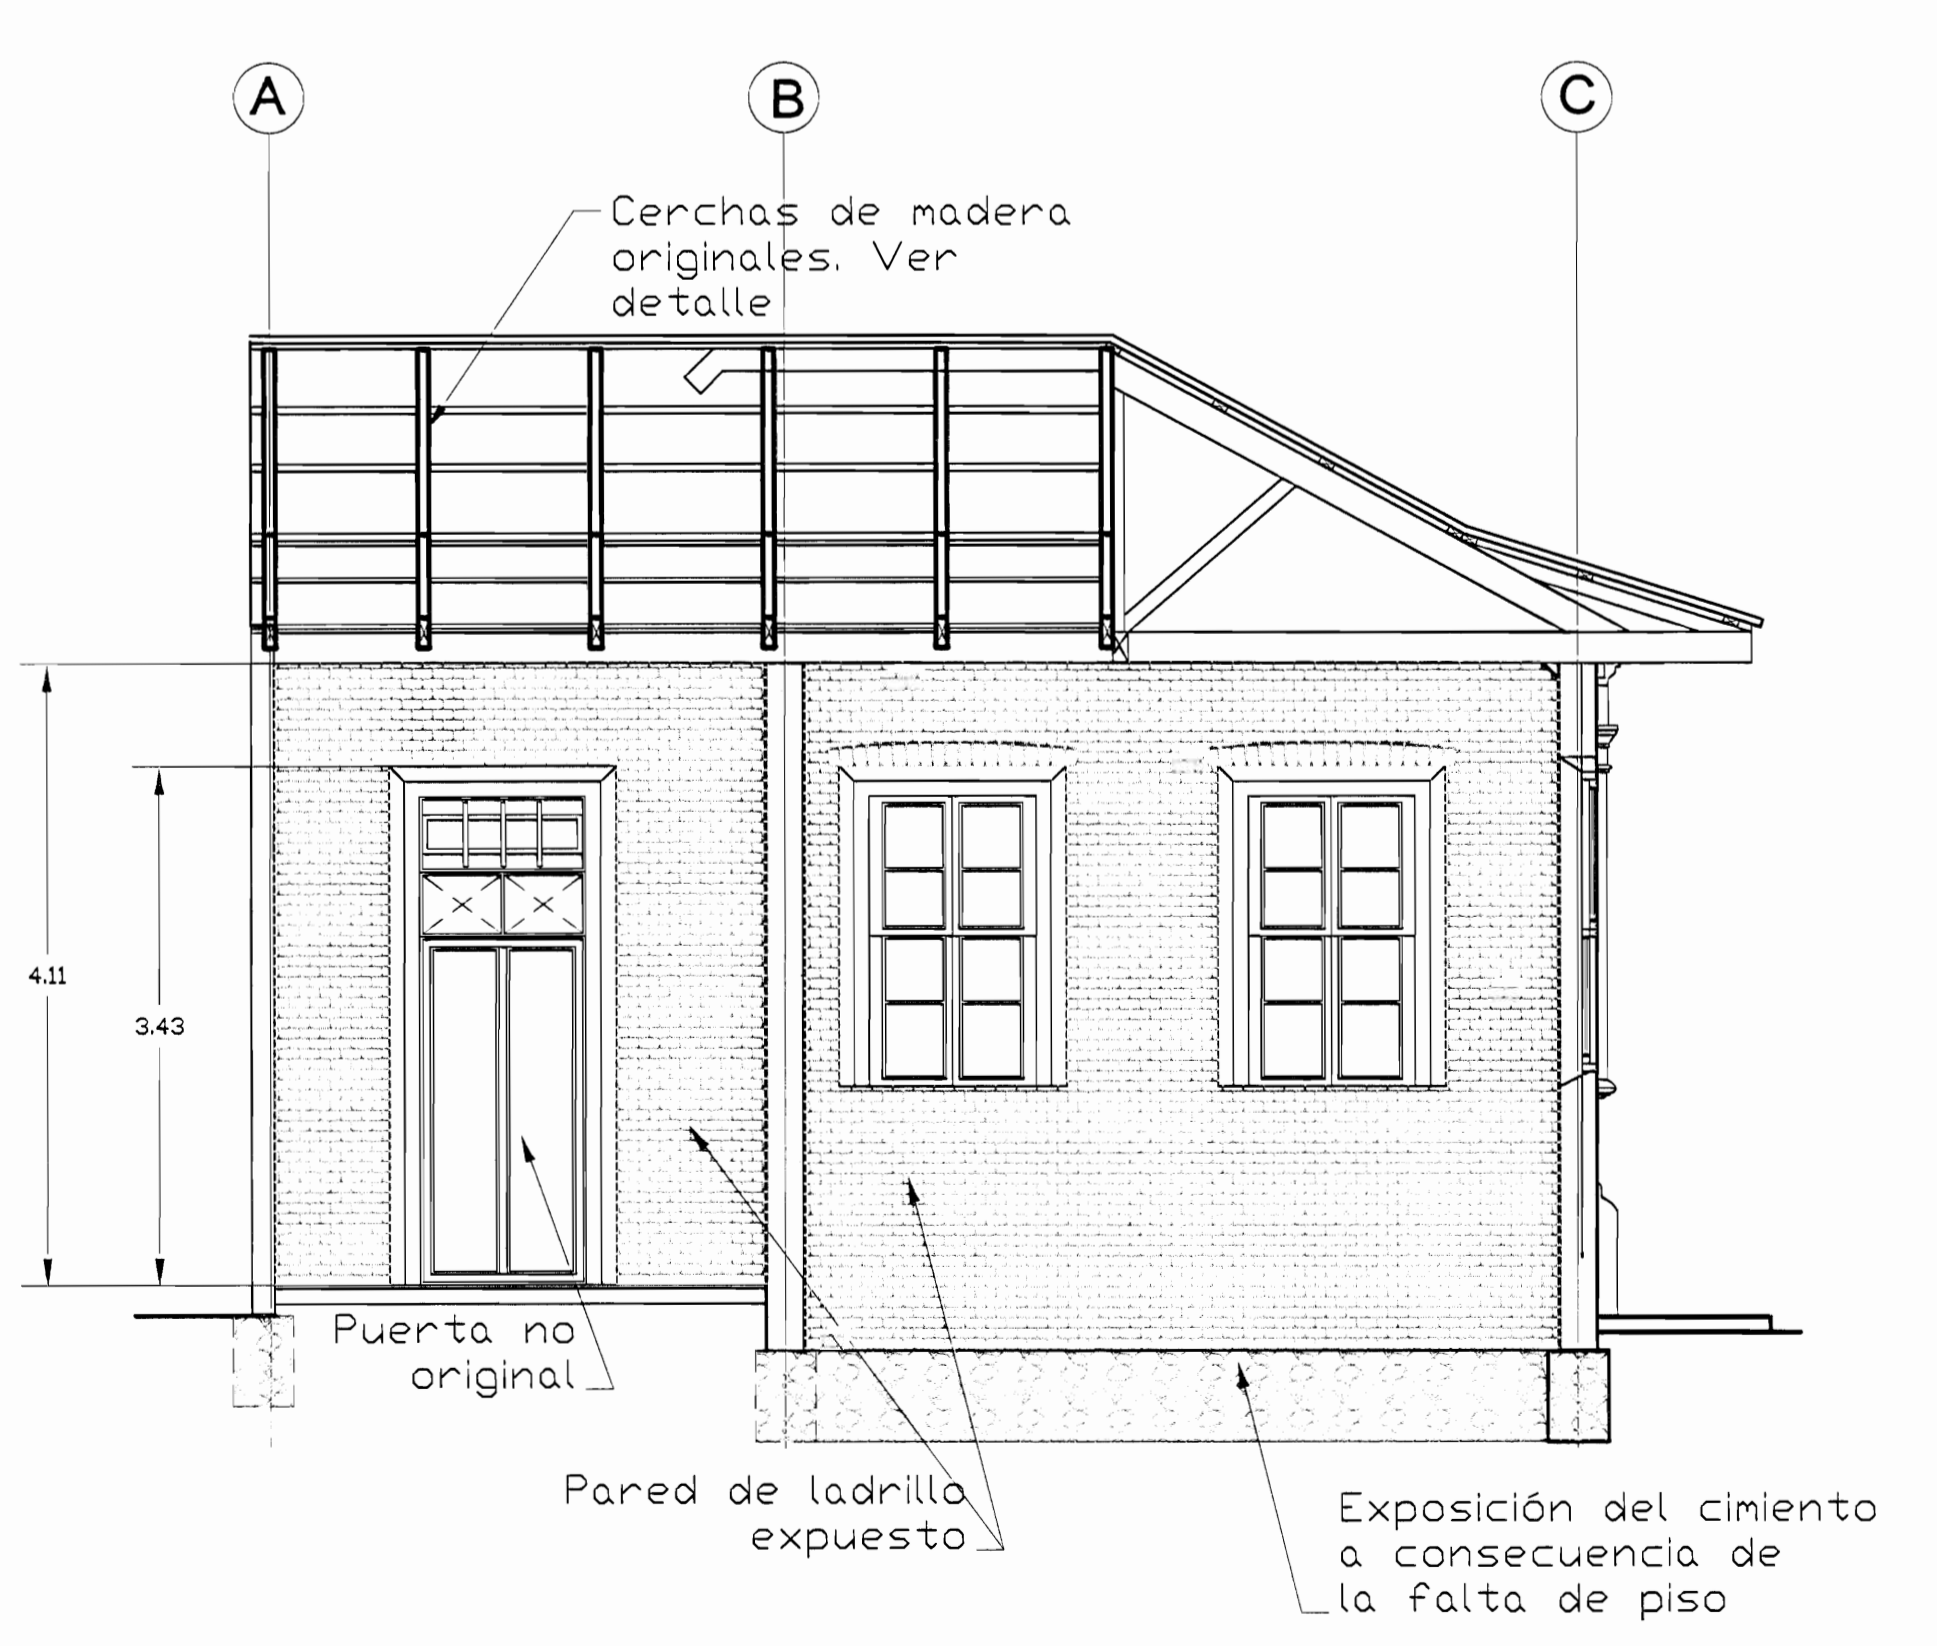 A
B
C
Cerchas de madera
originales. Ver
detalle
4.11
3.43
Puerta no
original
Pared de ladrillo
expuesto
Exposición del cimiento
a consecuencia de
la falta de piso